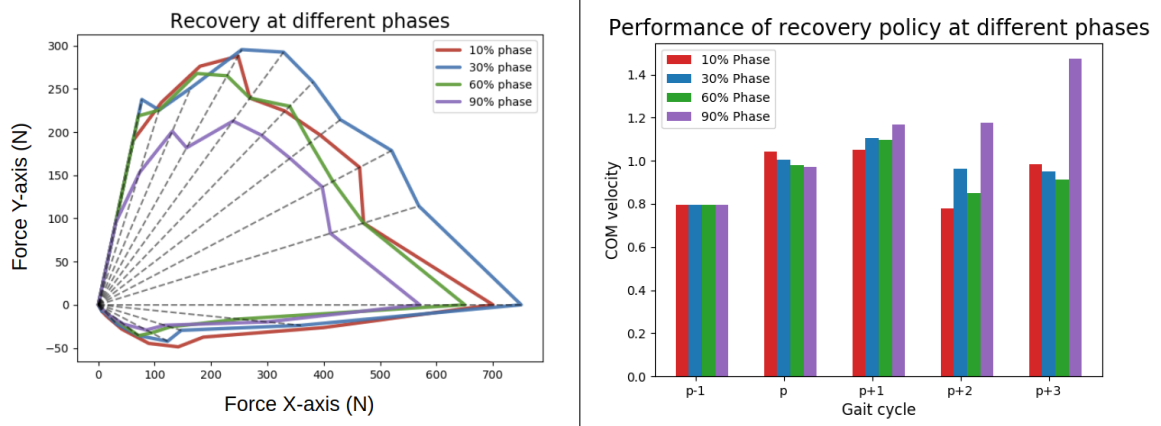 Recovery at different phases
300
250
200
150
100
50
0
−50
Force Y-axis (N)
10% phase
30% phase
60% phase
90% phase
0 100 200 300 400 500 600 700
Force X-axis (N)
Performance of recovery policy at different phases
1.4
1.2
1.0
0.8
0.6
0.4
0.2
0.0
COM velocity
10% Phase
30% Phase
60% Phase
90% Phase
p-1 p p+1 p+2 p+3
Gait cycle